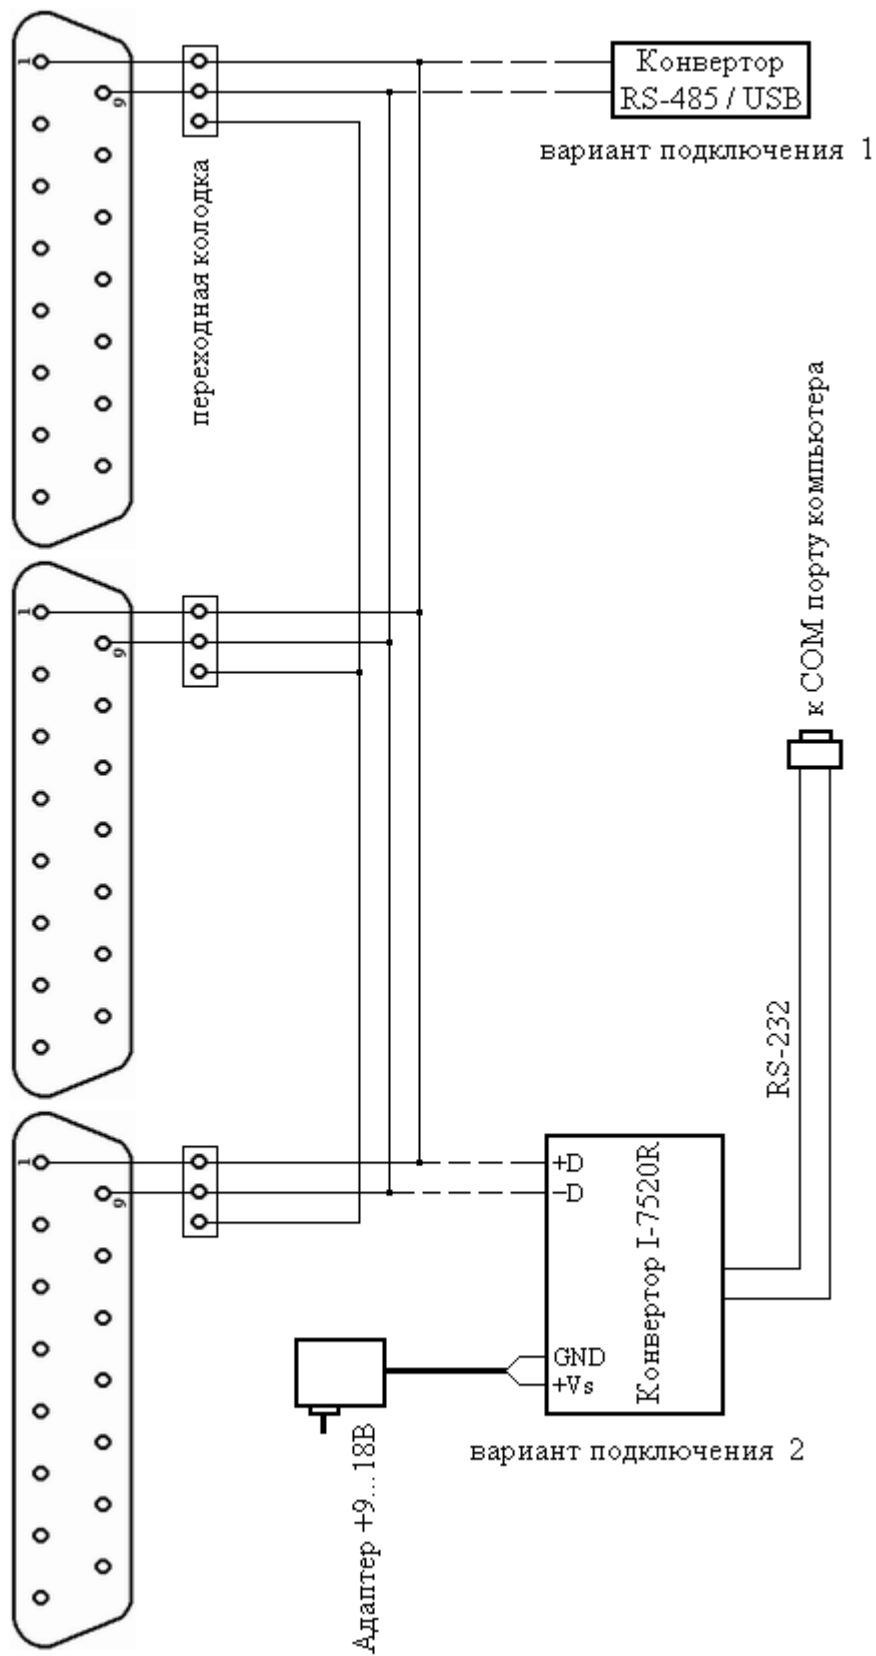 1
9
Конвертор
RS-485 / USB
вариант подключения 1
переходная колодка
к COM порту компьютера
1
9
RS-232
1
9
+D
−D
Конвертор I-7520R
GND
+Vs
вариант подключения 2
Адаптер +9...18В